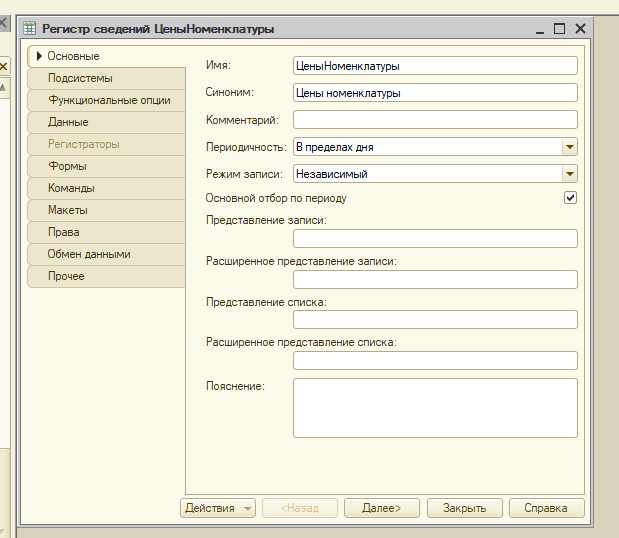 Регистр сведений ЦеныНоменклатуры
Основные
Подсистемы
Функциональные опции
Данные
Регистраторы
Формы
Команды
Макеты
Права
Обмен данными
Прочее
Имя: ЦеныНоменклатуры
Синоним: Цены номенклатуры
Комментарий:
Периодичность: В пределах дня
Режим записи: Независимый
Основной отбор по периоду
Представление записи:
Расширенное представление записи:
Представление списка:
Расширенное представление списка:
Пояснение:
Действия <Назад Далее> Закрыть Справка